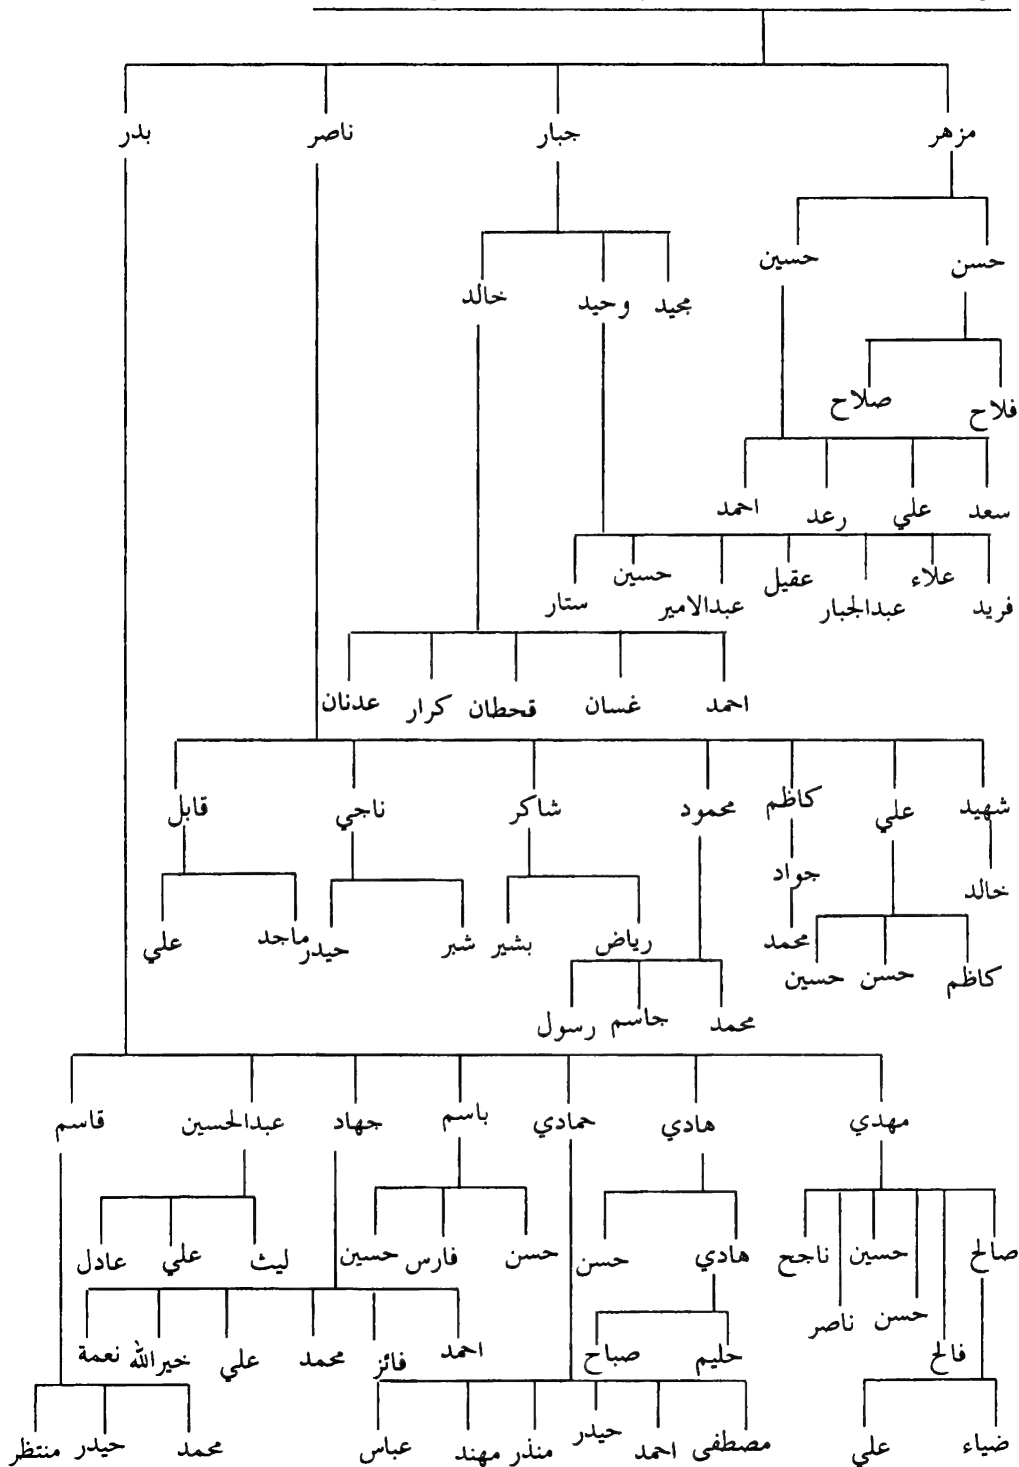 مزهر جبار ناصر بدر
حسن حسين
مجيد وحيد خالد
فلاح صلاح
سعد علي رعد احمد
فريد علاء عبدالجبار عقيل عبدالامير حسين ستار
احمد غسان قحطان كرار عدنان
شهيد علي كاظم محمود شاكر ناجي قابل
خالد جواد
محمد رياض بشير شبر حيدر ماجد علي
كاظم حسن حسين
محمد جاسم رسول
مهدي هادي حمادي باسم جهاد عبدالحسين قاسم
صالح حسين ناجح هادي حسن حسن فارس حسين ليث علي عادل
حسن ناصر
فالح حليم صباح احمد فائز محمد علي خيرالله نعمة
ضياء علي مصطفى احمد حيدر منذر مهند عباس محمد حيدر منتظر